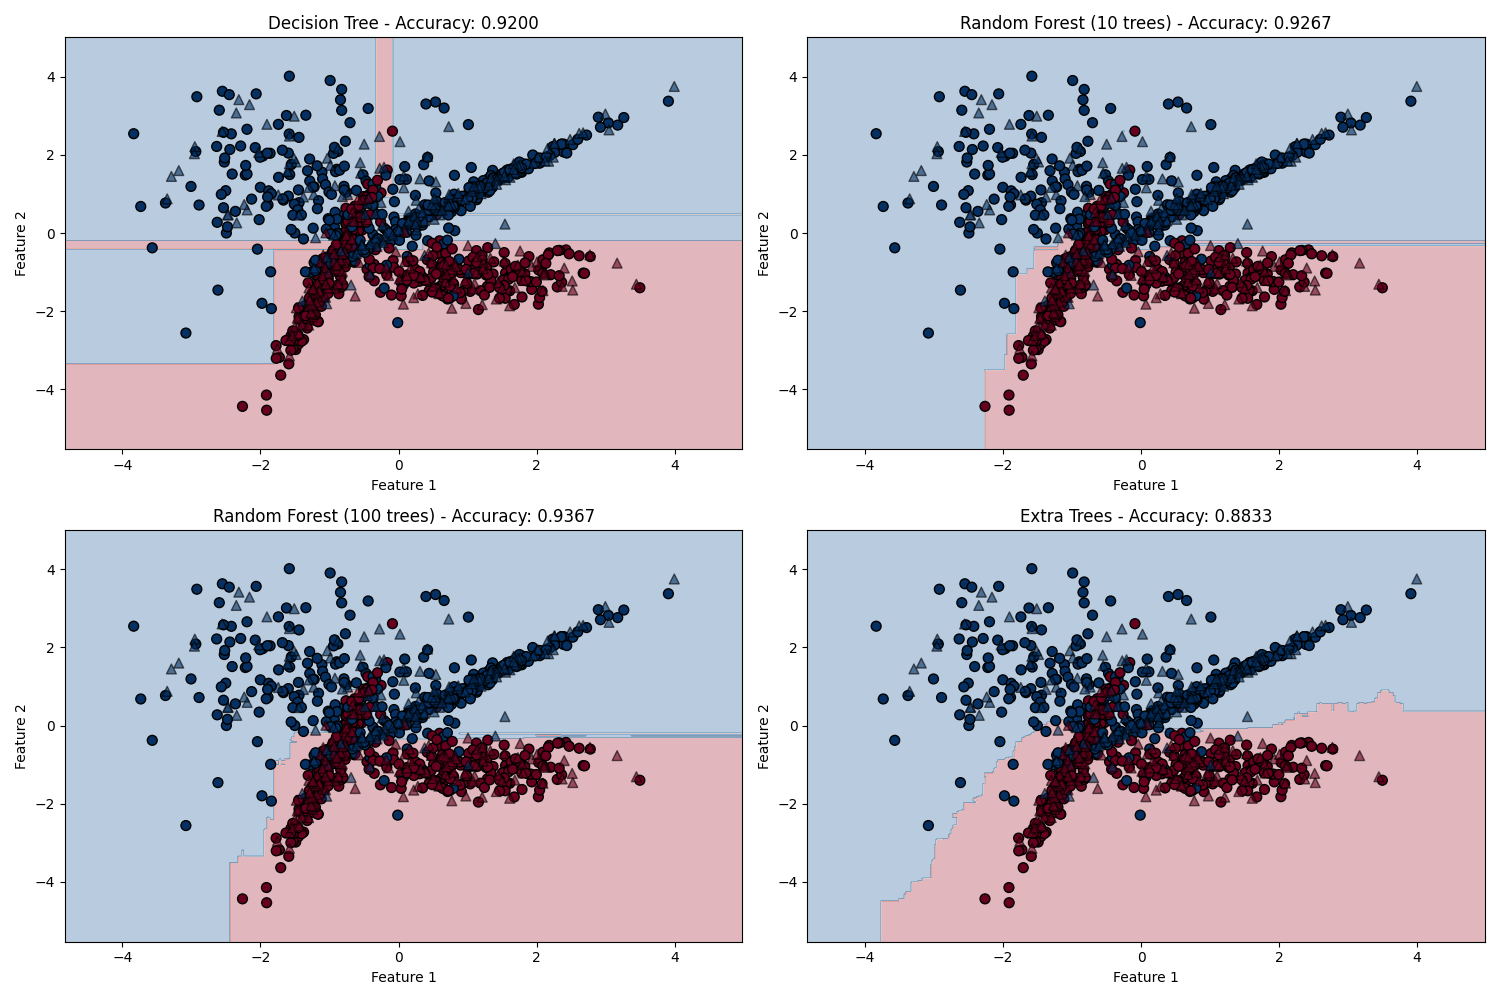 Decision Tree - Accuracy: 0.9200
Feature 2
4
2
0
−2
−4
−4 −2 0 2 4
Feature 1
Random Forest (10 trees) - Accuracy: 0.9267
Feature 2
4
2
0
−2
−4
−4 −2 0 2 4
Feature 1
Random Forest (100 trees) - Accuracy: 0.9367
Feature 2
4
2
0
−2
−4
−4 −2 0 2 4
Feature 1
Extra Trees - Accuracy: 0.8833
Feature 2
4
2
0
−2
−4
−4 −2 0 2 4
Feature 1